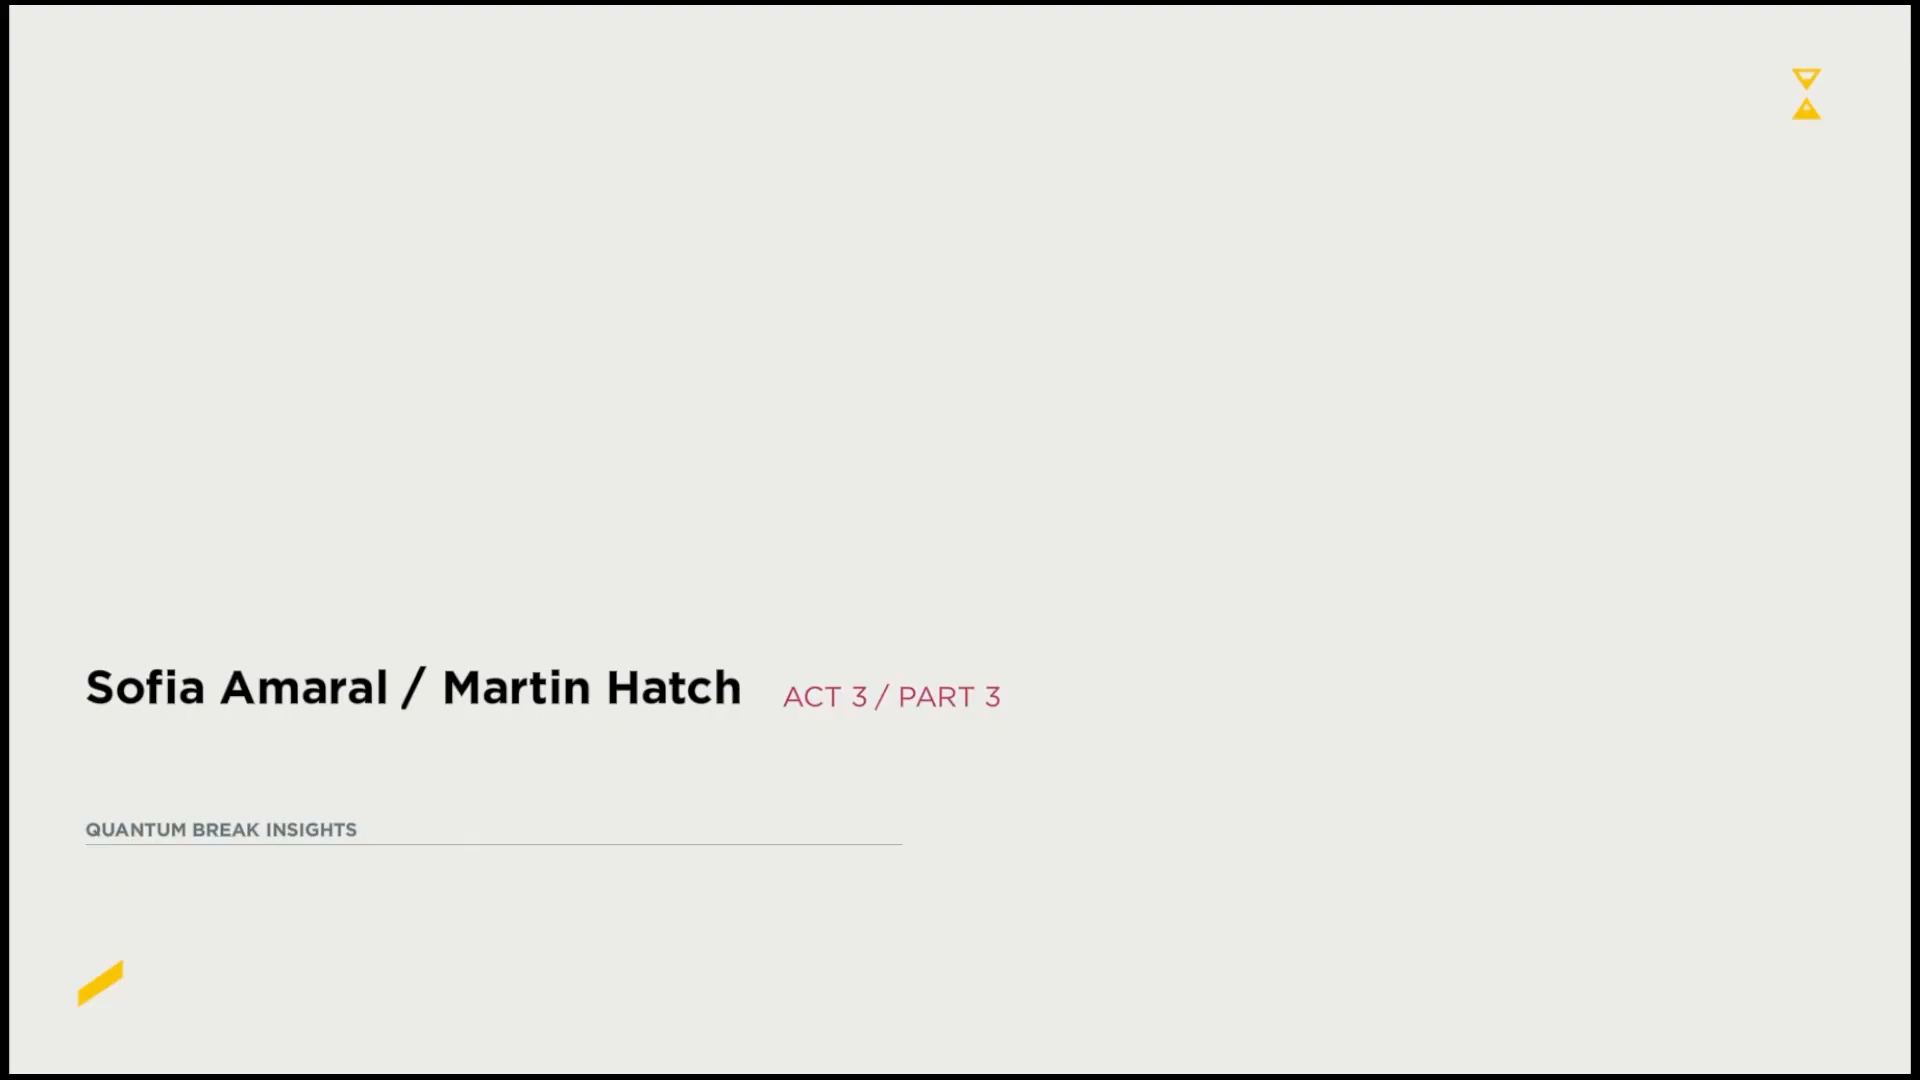 Sofia Amaral / Martin Hatch ACT 3 / PART 3
QUANTUM BREAK INSIGHTS